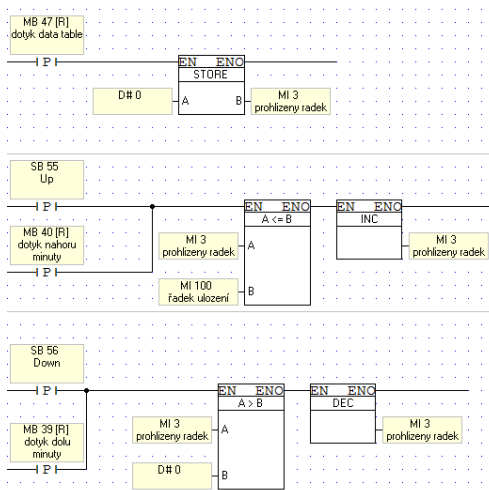 MB 47 [R]
dotyk data table
P
EN ENO
STORE
D# 0
A B
MI 3
prohlizeny radek
SB 55
Up
P
MB 40 [R]
dotyk nahoru
minuty
P
EN ENO
A <= B
MI 3
prohlizeny radek
A
MI 100
řadek ulození
B
EN ENO
INC
MI 3
prohlizeny radek
SB 56
Down
P
MB 39 [R]
dotyk dolu
minuty
P
EN ENO
A > B
MI 3
prohlizeny radek
A
D# 0
B
EN ENO
DEC
MI 3
prohlizeny radek